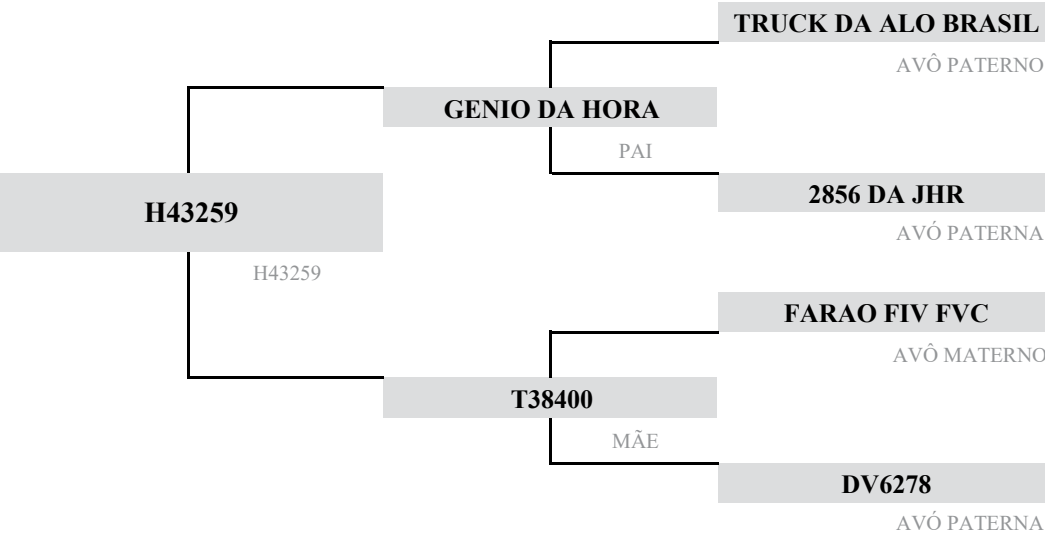 TRUCK DA ALO BRASIL
AVÔ PATERNO
GENIO DA HORA
PAI
2856 DA JHR
AVÓ PATERNA
H43259
H43259
FARAO FIV FVC
AVÔ MATERNO
T38400
MÃE
DV6278
AVÓ PATERNA